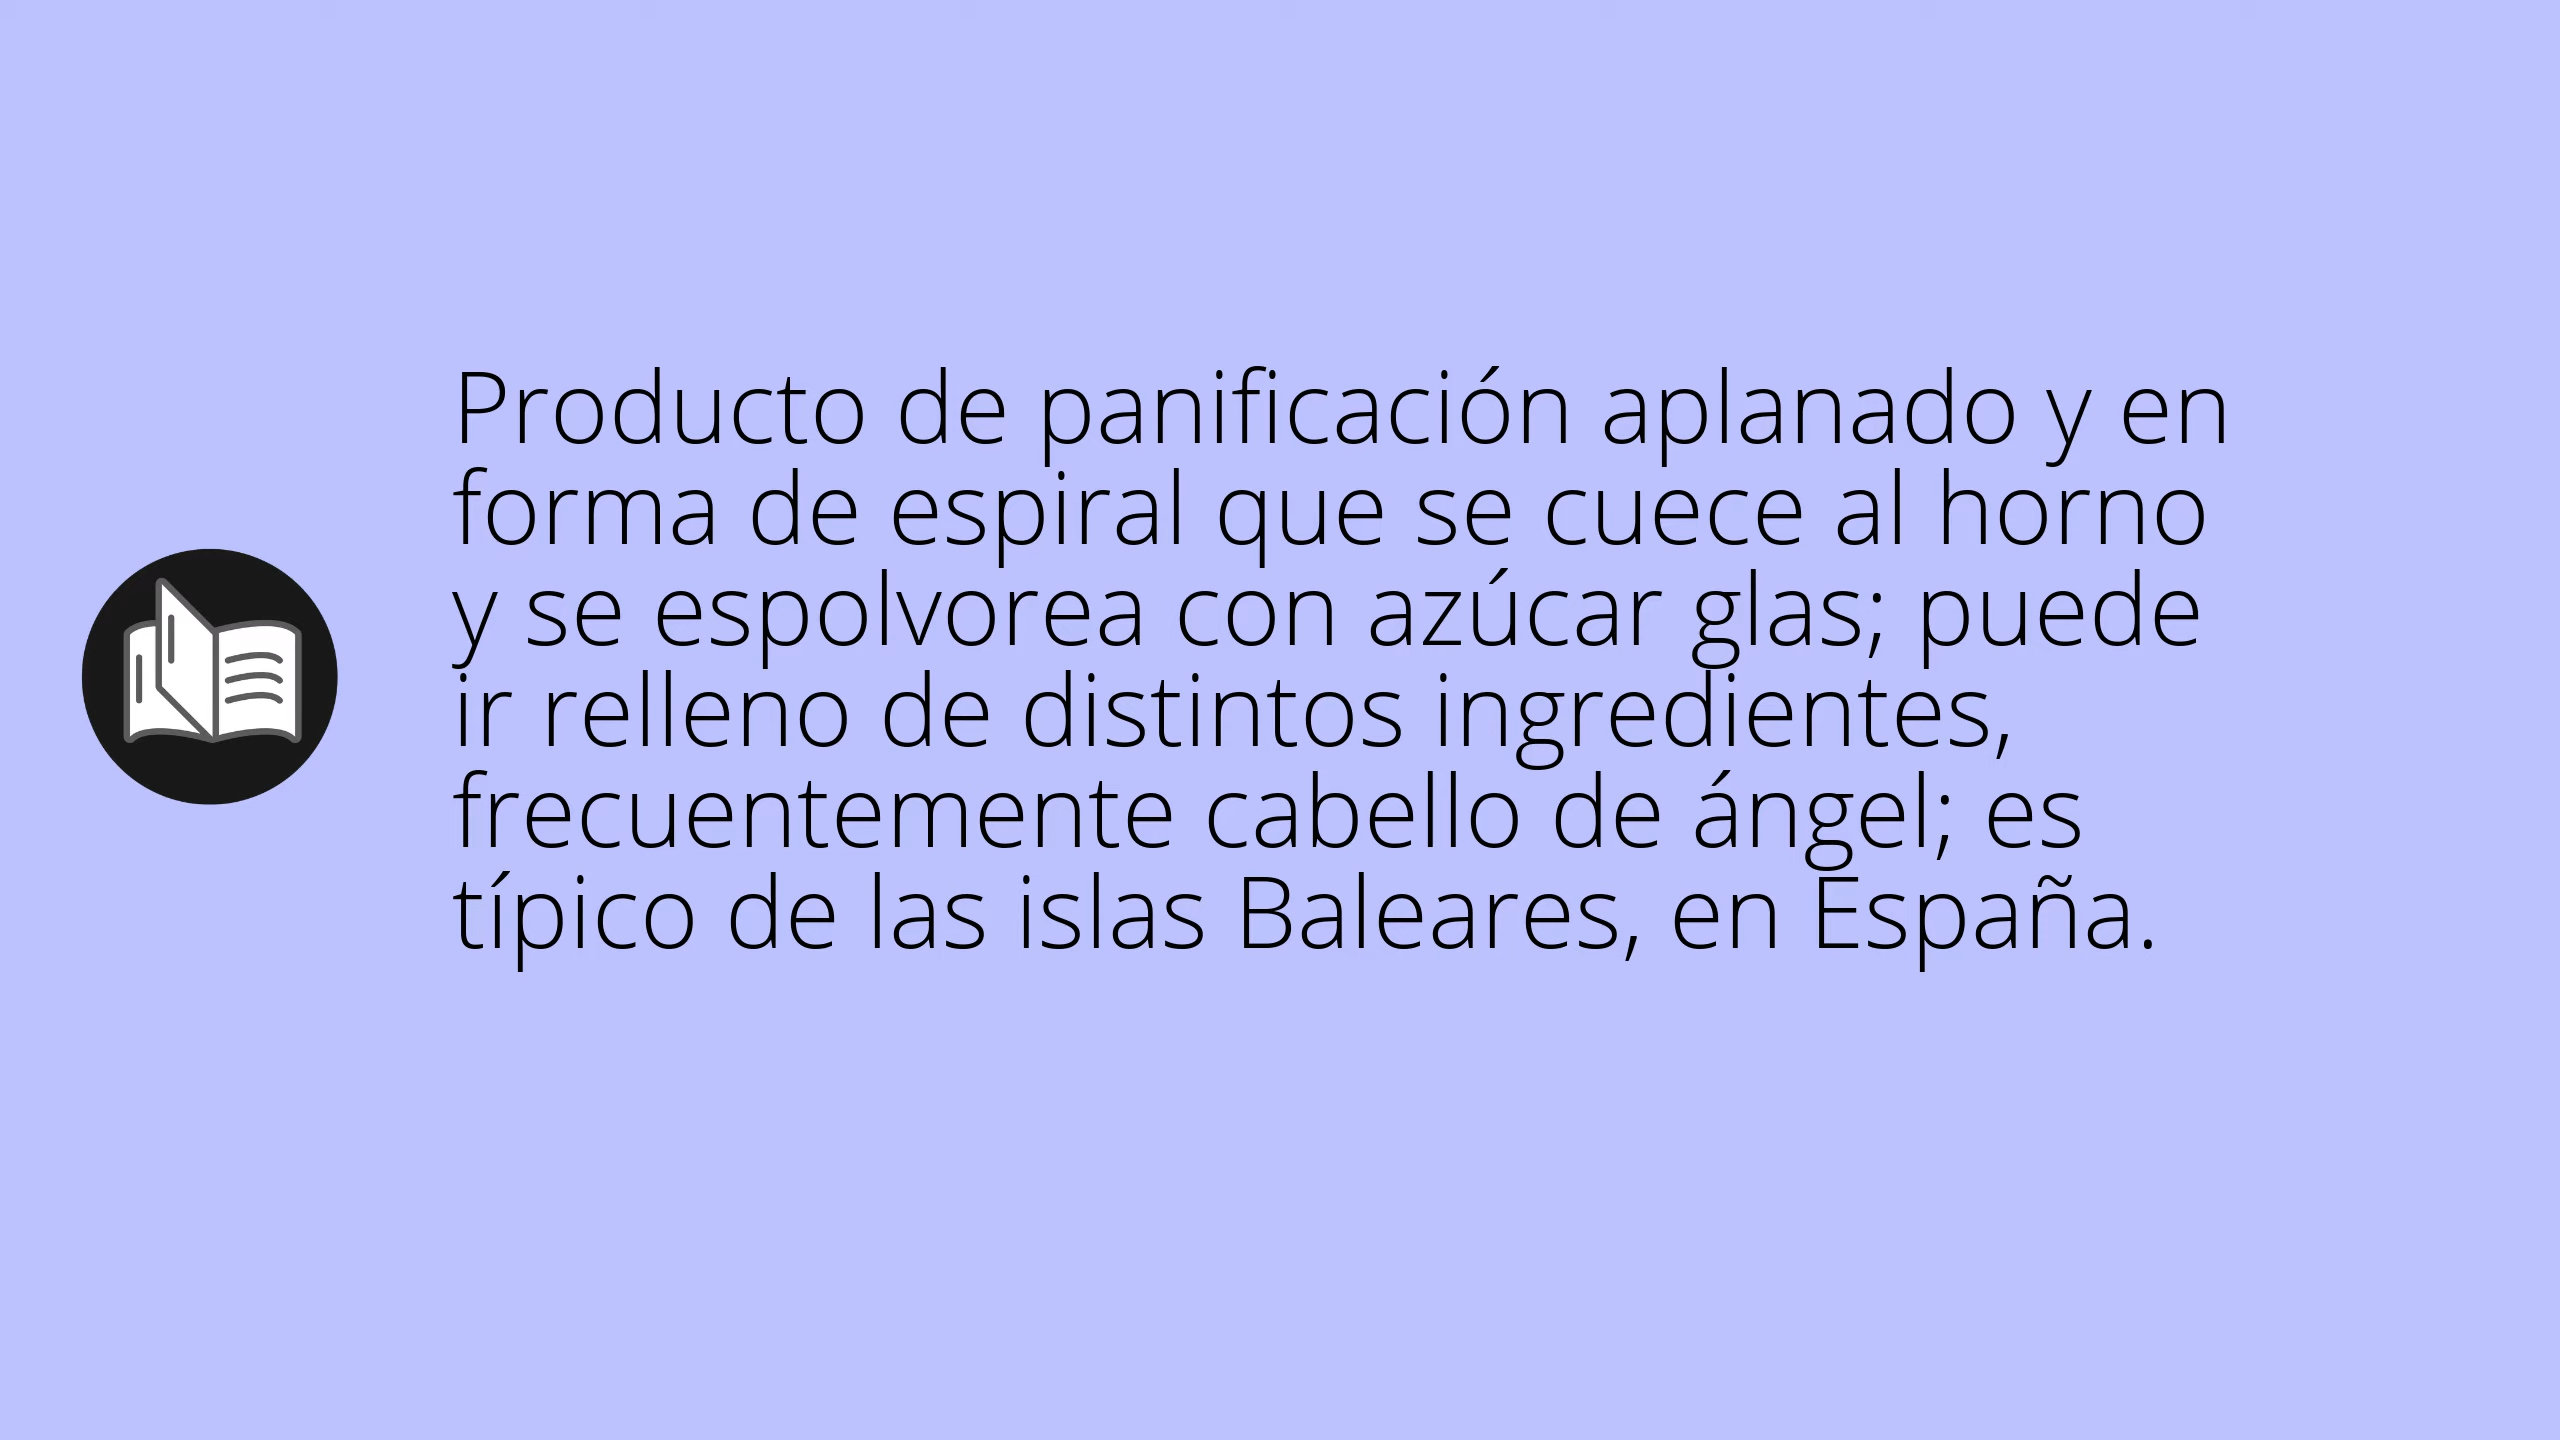 Producto de panificación aplanado y en
forma de espiral que se cuece al horno
y se espolvorea con azúcar glas; puede
ir relleno de distintos ingredientes,
frecuentemente cabello de ángel; es
típico de las islas Baleares, en España.